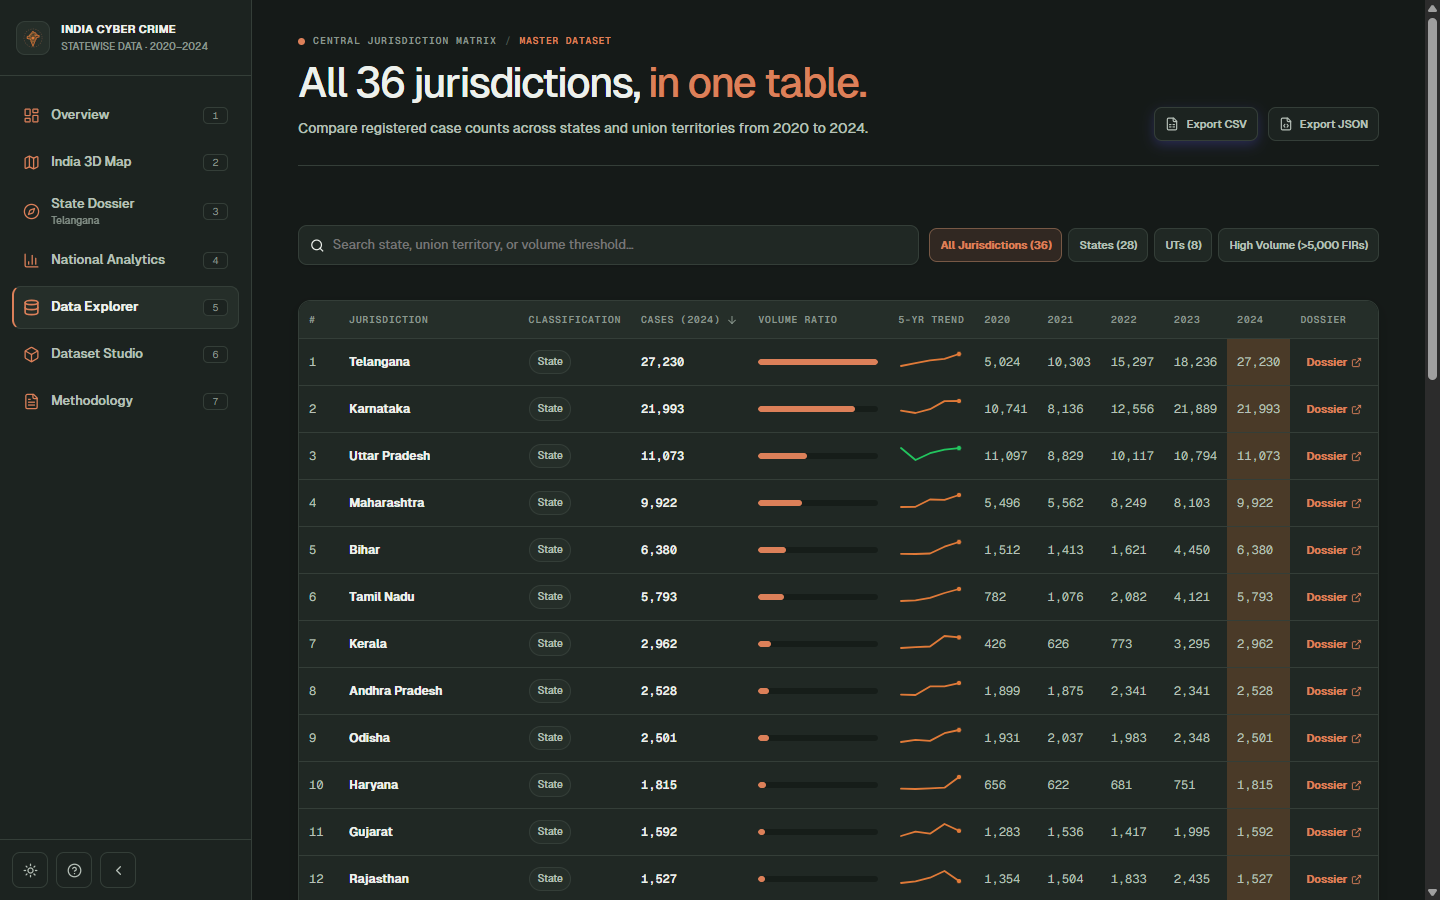 INDIA CYBER CRIME
STATEWISE DATA · 2020–2024
Overview 1
India 3D Map 2
State Dossier 3
Telangana
National Analytics 4
Data Explorer 5
Dataset Studio 6
Methodology 7
CENTRAL JURISDICTION MATRIX / MASTER DATASET
All 36 jurisdictions, in one table.
Compare registered case counts across states and union territories from 2020 to 2024.
Export CSV Export JSON
Search state, union territory, or volume threshold...
All Jurisdictions (36) States (28) UTs (8) High Volume (>5,000 FIRs)
# JURISDICTION CLASSIFICATION CASES (2024) ↓ VOLUME RATIO 5-YR TREND 2020 2021 2022 2023 2024 DOSSIER
1 Telangana State 27,230 5,024 10,303 15,297 18,236 27,230 Dossier
2 Karnataka State 21,993 10,741 8,136 12,556 21,889 21,993 Dossier
3 Uttar Pradesh State 11,073 11,097 8,829 10,117 10,794 11,073 Dossier
4 Maharashtra State 9,922 5,496 5,562 8,249 8,103 9,922 Dossier
5 Bihar State 6,380 1,512 1,413 1,621 4,450 6,380 Dossier
6 Tamil Nadu State 5,793 782 1,076 2,082 4,121 5,793 Dossier
7 Kerala State 2,962 426 626 773 3,295 2,962 Dossier
8 Andhra Pradesh State 2,528 1,899 1,875 2,341 2,341 2,528 Dossier
9 Odisha State 2,501 1,931 2,037 1,983 2,348 2,501 Dossier
10 Haryana State 1,815 656 622 681 751 1,815 Dossier
11 Gujarat State 1,592 1,283 1,536 1,417 1,995 1,592 Dossier
12 Rajasthan State 1,527 1,354 1,504 1,833 2,435 1,527 Dossier